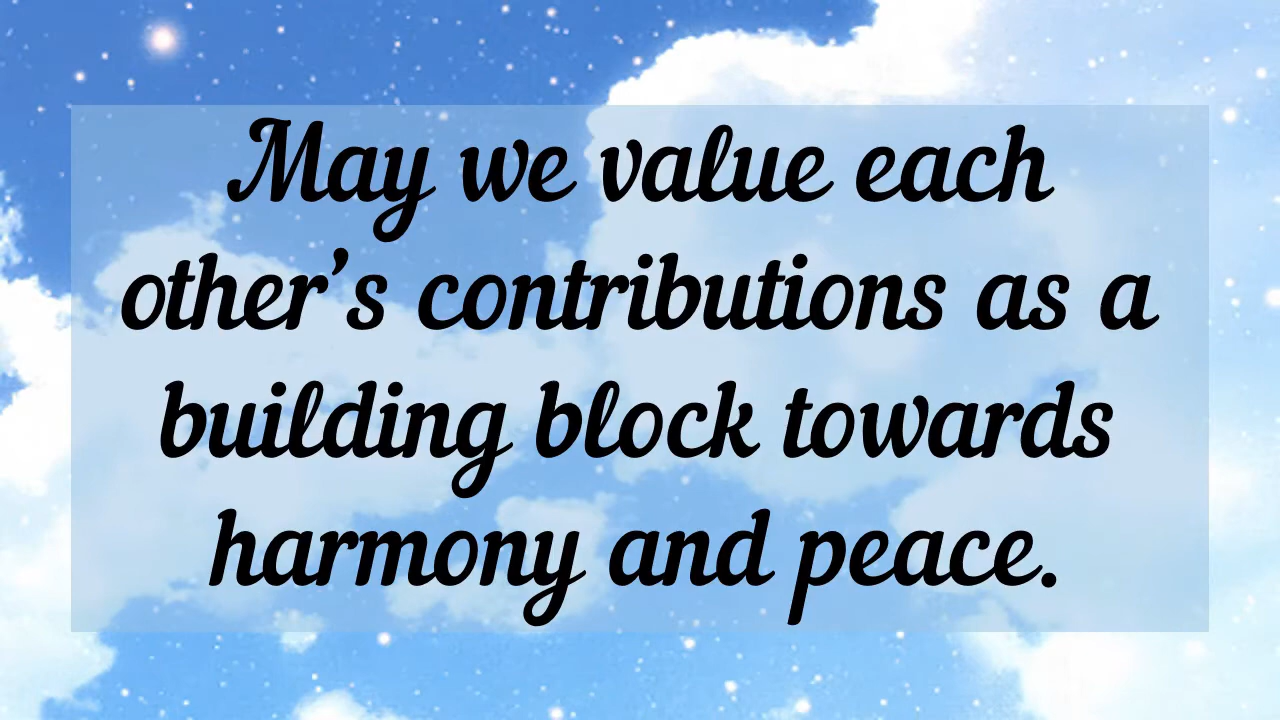 May we value each
other’s contributions as a
building block towards
harmony and peace.